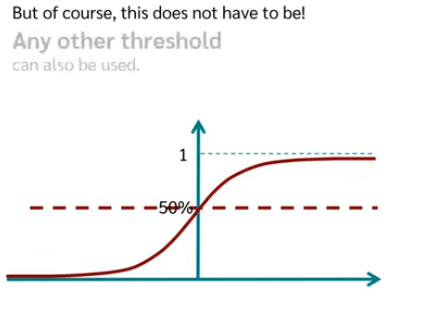 But of course, this does not have to be!
Any other threshold
can also be used.
1
50%